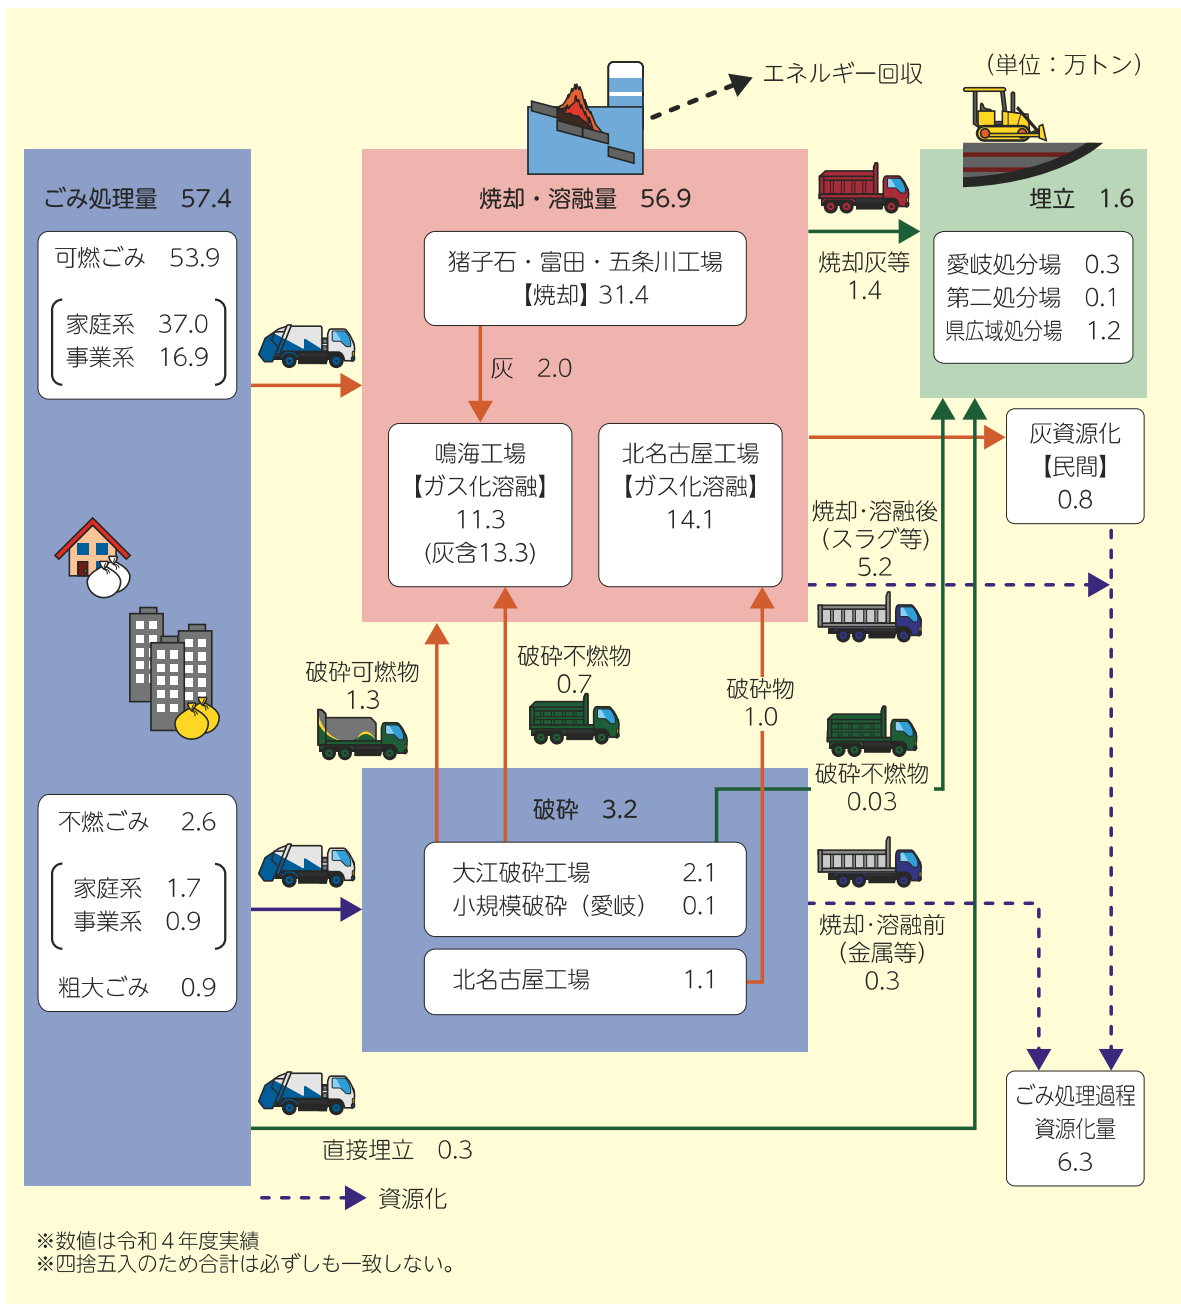 （単位：万トン）
エネルギー回収
ごみ処理量　57.4
可燃ごみ　53.9
家庭系　37.0
事業系　16.9
不燃ごみ　2.6
家庭系　1.7
事業系　0.9
粗大ごみ　0.9
焼却・溶融量　56.9
猪子石・富田・五条川工場
【焼却】31.4
灰　2.0
鳴海工場
【ガス化溶融】
11.3
(灰含13.3)
北名古屋工場
【ガス化溶融】
14.1
焼却灰等
1.4
埋立　1.6
愛岐処分場　0.3
第二処分場　0.1
県広域処分場　1.2
灰資源化
【民間】
0.8
焼却・溶融後
（スラグ等）
5.2
破砕可燃物
1.3
破砕不燃物
0.7
破砕物
1.0
破砕不燃物
0.03
破砕　3.2
大江破砕工場　2.1
小規模破砕（愛岐）　0.1
北名古屋工場　1.1
焼却・溶融前
（金属等）
0.3
ごみ処理過程
資源化量
6.3
直接埋立　0.3
資源化
※数値は令和４年度実績
※四捨五入のため合計は必ずしも一致しない。